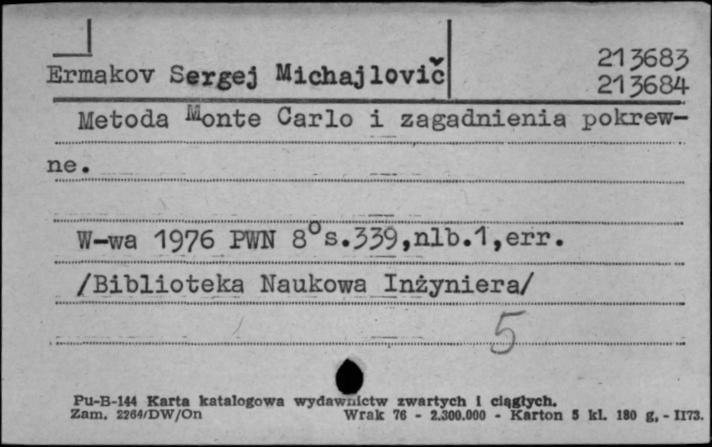 213683
Ermakov Sergej Michajlovič
213684
Metoda Monte Carlo i zagadnienia pokrew-
ne.
W-wa 1976 PWN 8° s.339,nlb.1,err.
/Biblioteka Naukowa Inżyniera/
5
Pu-B-144 Karta katalogowa wydawnictw zwartych i ciągłych.
Zam. 2264/DW/On Wrak 76 - 2.300.000 - Karton 5 kl. 180 g. - II73.